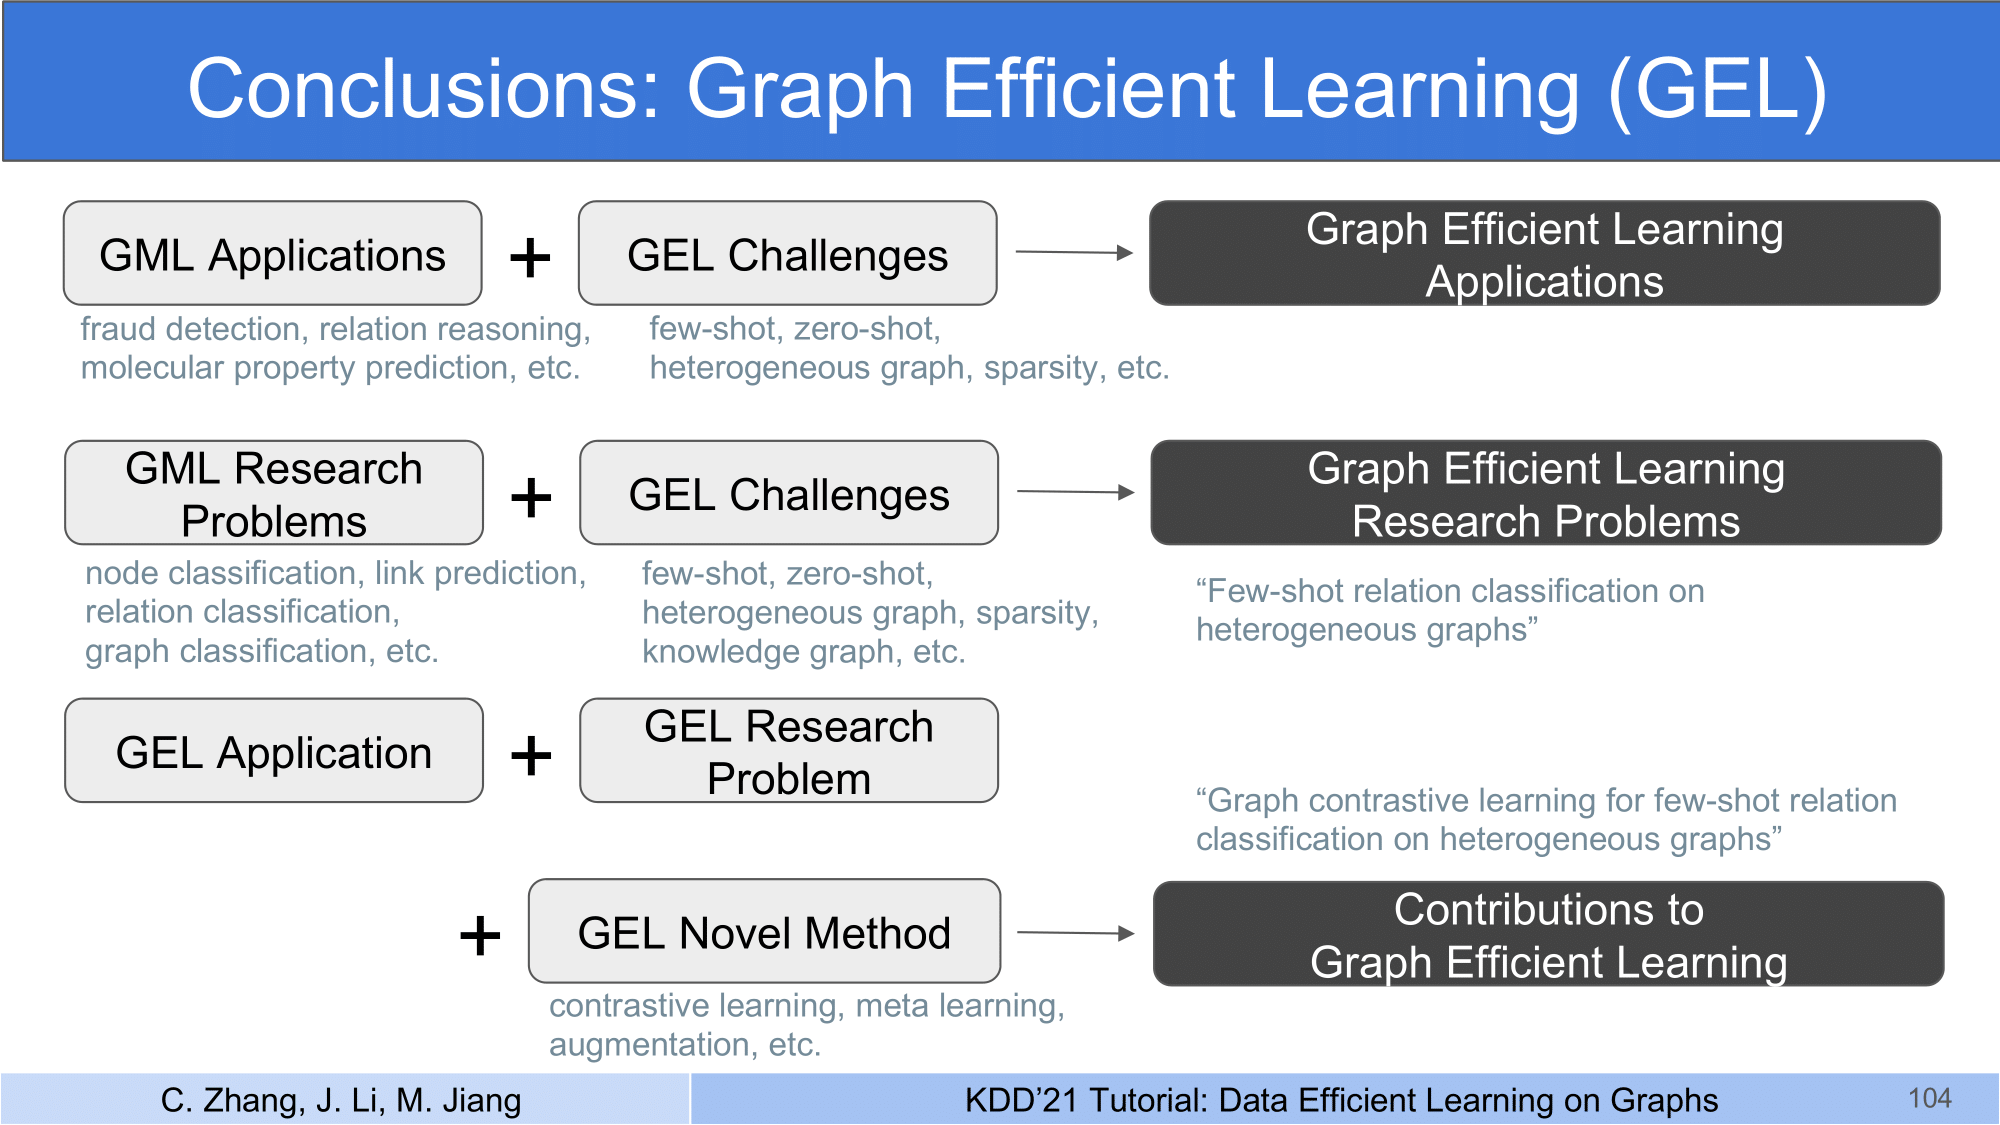 Conclusions: Graph Efficient Learning (GEL)
GML Applications
+
GEL Challenges
Graph Efficient Learning
Applications
fraud detection, relation reasoning,
molecular property prediction, etc.
few-shot, zero-shot,
heterogeneous graph, sparsity, etc.
GML Research
Problems
+
GEL Challenges
Graph Efficient Learning
Research Problems
node classification, link prediction,
relation classification,
graph classification, etc.
few-shot, zero-shot,
heterogeneous graph, sparsity,
knowledge graph, etc.
“Few-shot relation classification on
heterogeneous graphs”
GEL Application
+
GEL Research
Problem
“Graph contrastive learning for few-shot relation
classification on heterogeneous graphs”
+
GEL Novel Method
Contributions to
Graph Efficient Learning
contrastive learning, meta learning,
augmentation, etc.
C. Zhang, J. Li, M. Jiang
KDD’21 Tutorial: Data Efficient Learning on Graphs
104